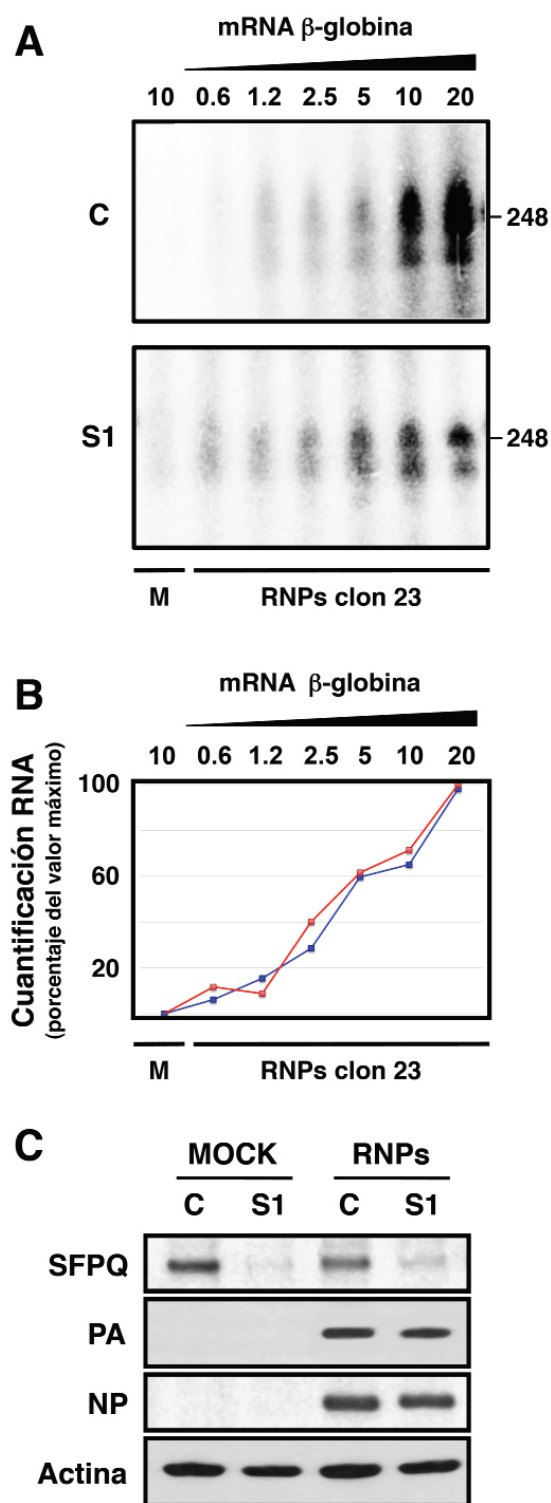 A
mRNA β-globina
10 0.6 1.2 2.5 5 10 20
C
248
S1
248
M RNPs clon 23
B
mRNA β-globina
10 0.6 1.2 2.5 5 10 20
Cuantificación RNA
(porcentaje del valor máximo)
100
60
20
M RNPs clon 23
C
MOCK RNPs
C S1 C S1
SFPQ
PA
NP
Actina